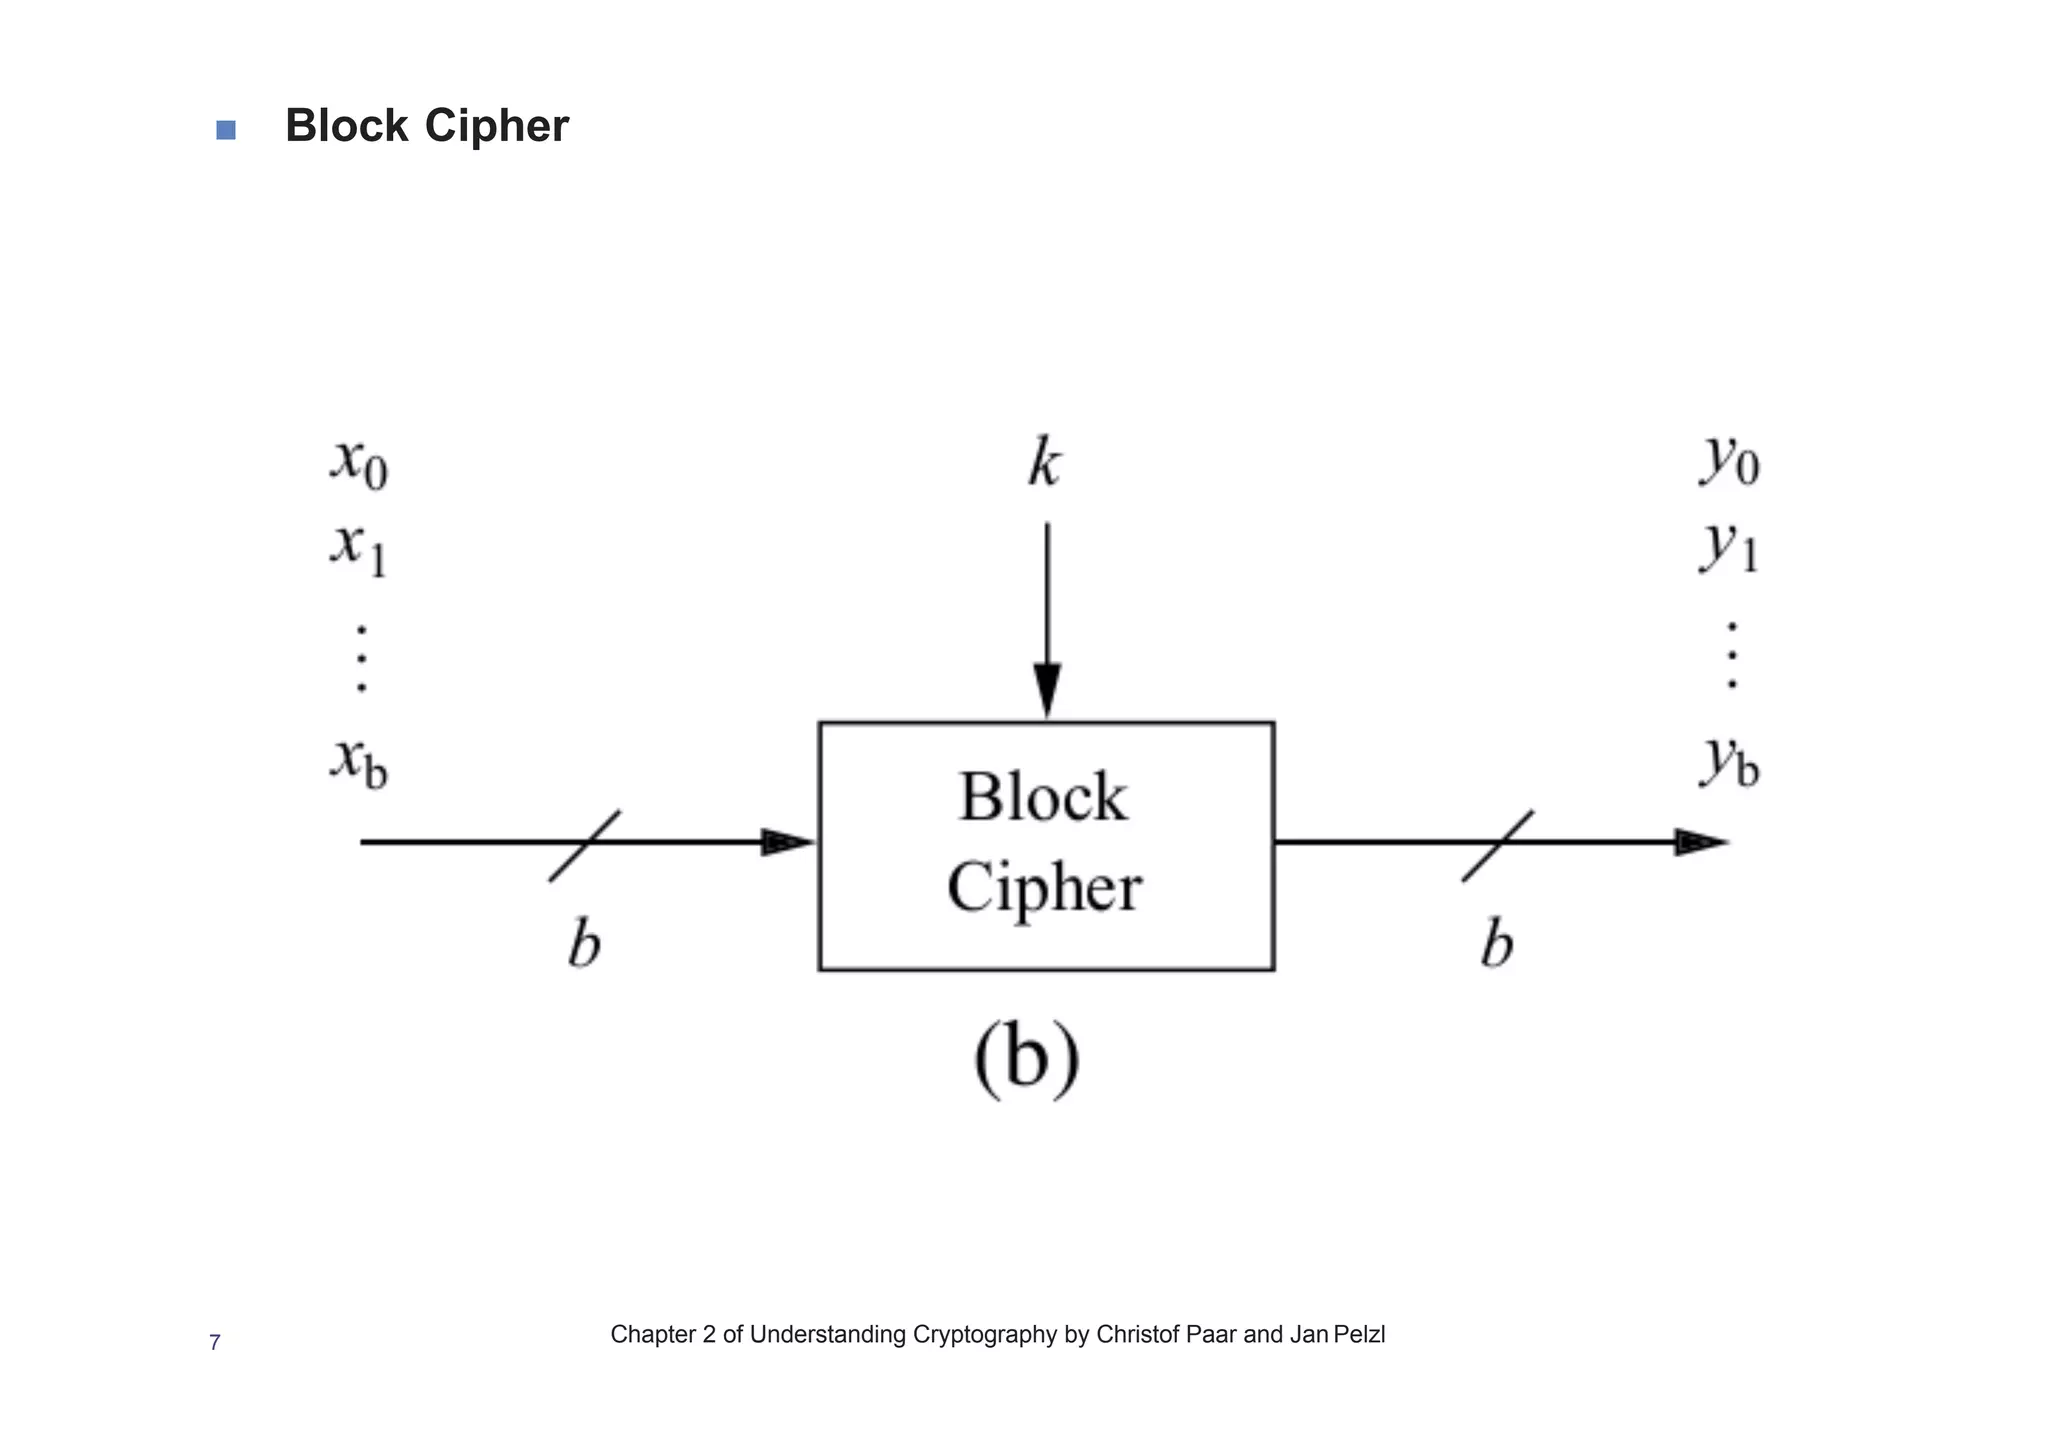 ■ Block Cipher
x0
x1
⋮
xb
b
k
Block
Cipher
y0
y1
⋮
yb
b
(b)
7
Chapter 2 of Understanding Cryptography by Christof Paar and Jan Pelzl